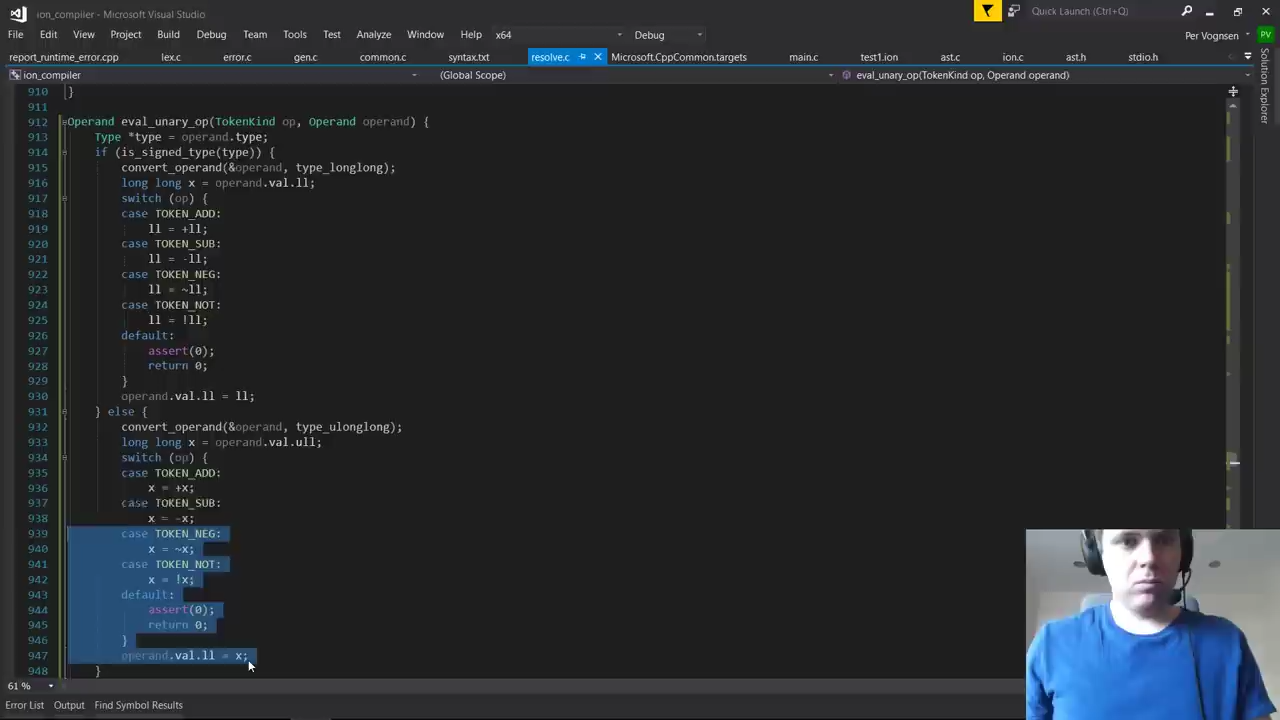 ion_compiler - Microsoft Visual Studio
Quick Launch (Ctrl+Q)
File Edit View Project Build Debug Team Tools Test Analyze Window Help x64 Debug
Per Vognsen PV
report_runtime_error.cpp lex.c error.c gen.c common.c syntax.txt resolve.c Microsoft.CppCommon.targets main.c test1.ion ast.c ion.c ast.h stdio.h
Solution Explorer
ion_compiler (Global Scope) eval_unary_op(TokenKind op, Operand operand)
910 }
911
912 Operand eval_unary_op(TokenKind op, Operand operand) {
913 Type *type = operand.type;
914 if (is_signed_type(type)) {
915 convert_operand(&operand, type_longlong);
916 long long x = operand.val.ll;
917 switch (op) {
918 case TOKEN_ADD:
919 ll = +ll;
920 case TOKEN_SUB:
921 ll = -ll;
922 case TOKEN_NEG:
923 ll = ~ll;
924 case TOKEN_NOT:
925 ll = !ll;
926 default:
927 assert(0);
928 return 0;
929 }
930 operand.val.ll = ll;
931 } else {
932 convert_operand(&operand, type_ulonglong);
933 long long x = operand.val.ull;
934 switch (op) {
935 case TOKEN_ADD:
936 x = +x;
937 case TOKEN_SUB:
938 x = -x;
939 case TOKEN_NEG:
940 x = ~x;
941 case TOKEN_NOT:
942 x = !x;
943 default:
944 assert(0);
945 return 0;
946 }
947 operand.val.ll = x;
948 }
61 %
Error List Output Find Symbol Results